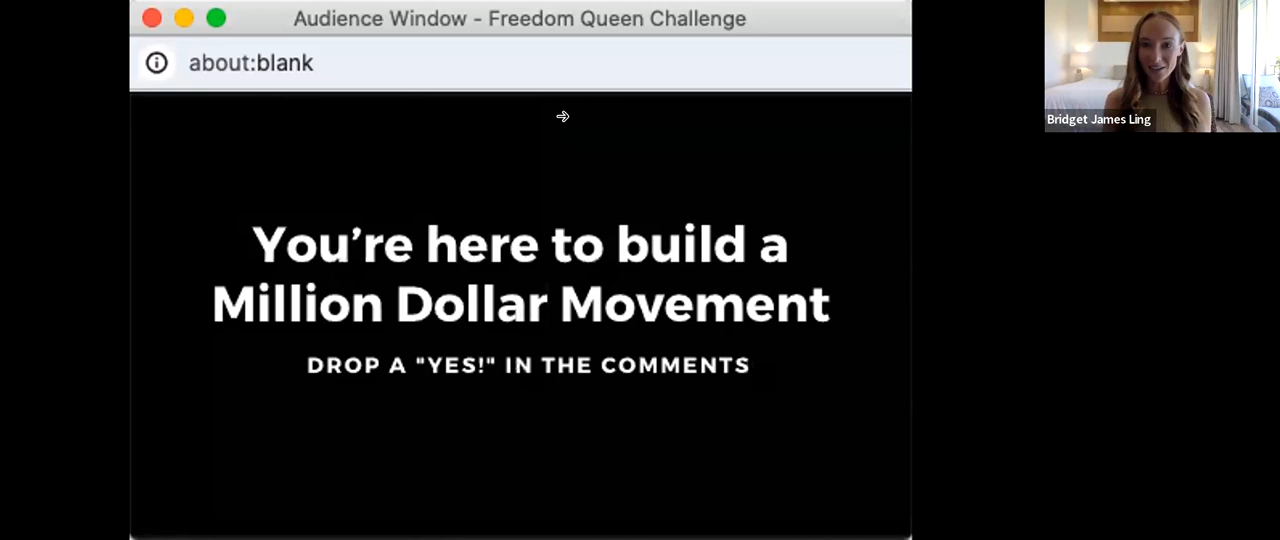 Audience Window - Freedom Queen Challenge
about:blank
You’re here to build a
Million Dollar Movement
DROP A "YES!" IN THE COMMENTS
Bridget James Ling